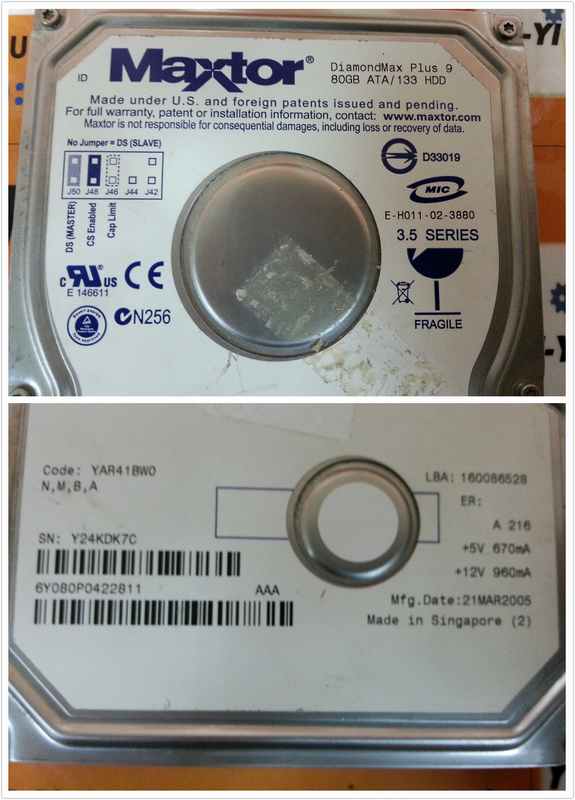 Maxtor®
ID
DiamondMax Plus 9
80GB ATA/133 HDD
Made under U.S. and foreign patents issued and pending.
For full warranty, patent or installation information, contact: www.maxtor.com
Maxtor is not responsible for consequential damages, including loss or recovery of data.
No Jumper = DS (SLAVE)
J50 J48 J46 J44 J42
DS (MASTER)
CS Enabled
Cap Limit
D33019
MIC
E-H011-02-3880
3.5 SERIES
FRAGILE
c RU US CE
E 146611
N256
Code: YAR41BW0
N,M,B,A
SN: Y24KDK7C
6Y080P0422811 AAA
LBA: 160086528
ER:
A 216
+5V 670mA
+12V 960mA
Mfg.Date:21MAR2005
Made in Singapore (2)